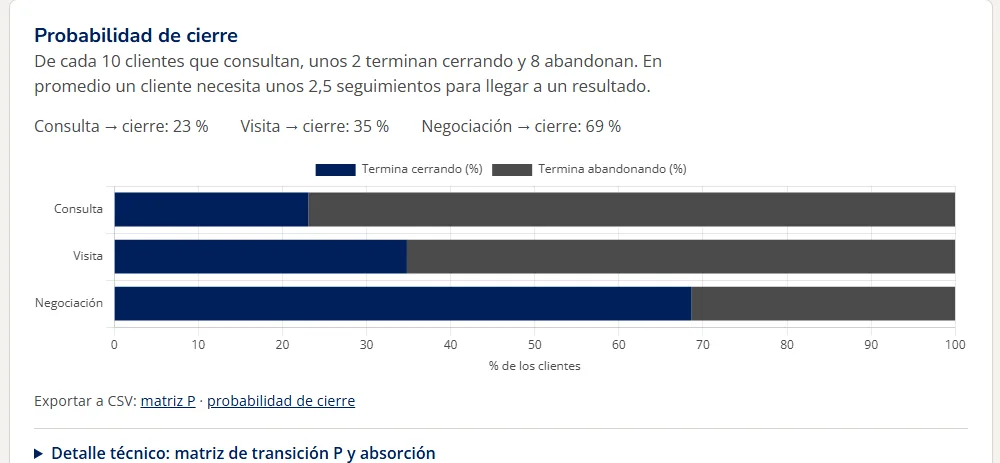 Probabilidad de cierre
De cada 10 clientes que consultan, unos 2 terminan cerrando y 8 abandonan. En
promedio un cliente necesita unos 2,5 seguimientos para llegar a un resultado.
Consulta → cierre: 23 % Visita → cierre: 35 % Negociación → cierre: 69 %
Termina cerrando (%) Termina abandonando (%)
Consulta
Visita
Negociación
0 10 20 30 40 50 60 70 80 90 100
% de los clientes
Exportar a CSV: matriz P · probabilidad de cierre
▶ Detalle técnico: matriz de transición P y absorción